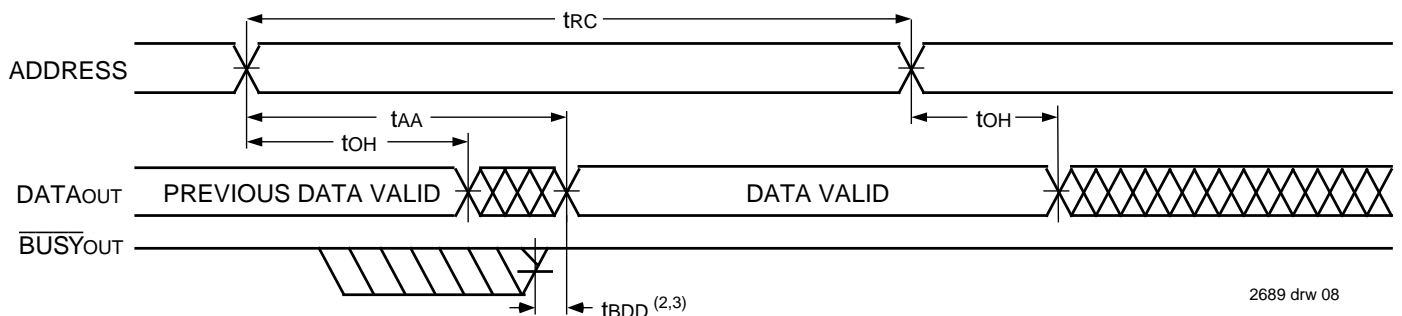 tRC
ADDRESS
tAA
tOH
tOH
DATAOUT
PREVIOUS DATA VALID
DATA VALID
BUSYOUT
tBDD (2,3)
2689 drw 08